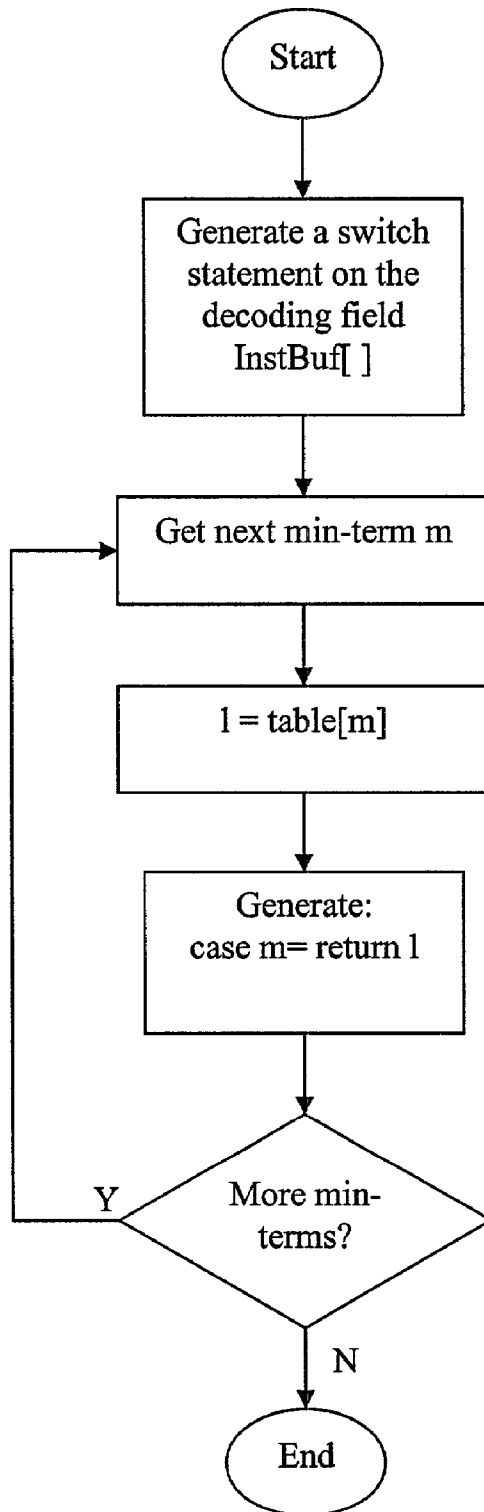 Start
Generate a switch
statement on the
decoding field
InstBuf[ ]
Get next min-term m
l = table[m]
Generate:
case m= return l
More min-
terms?
Y
N
End